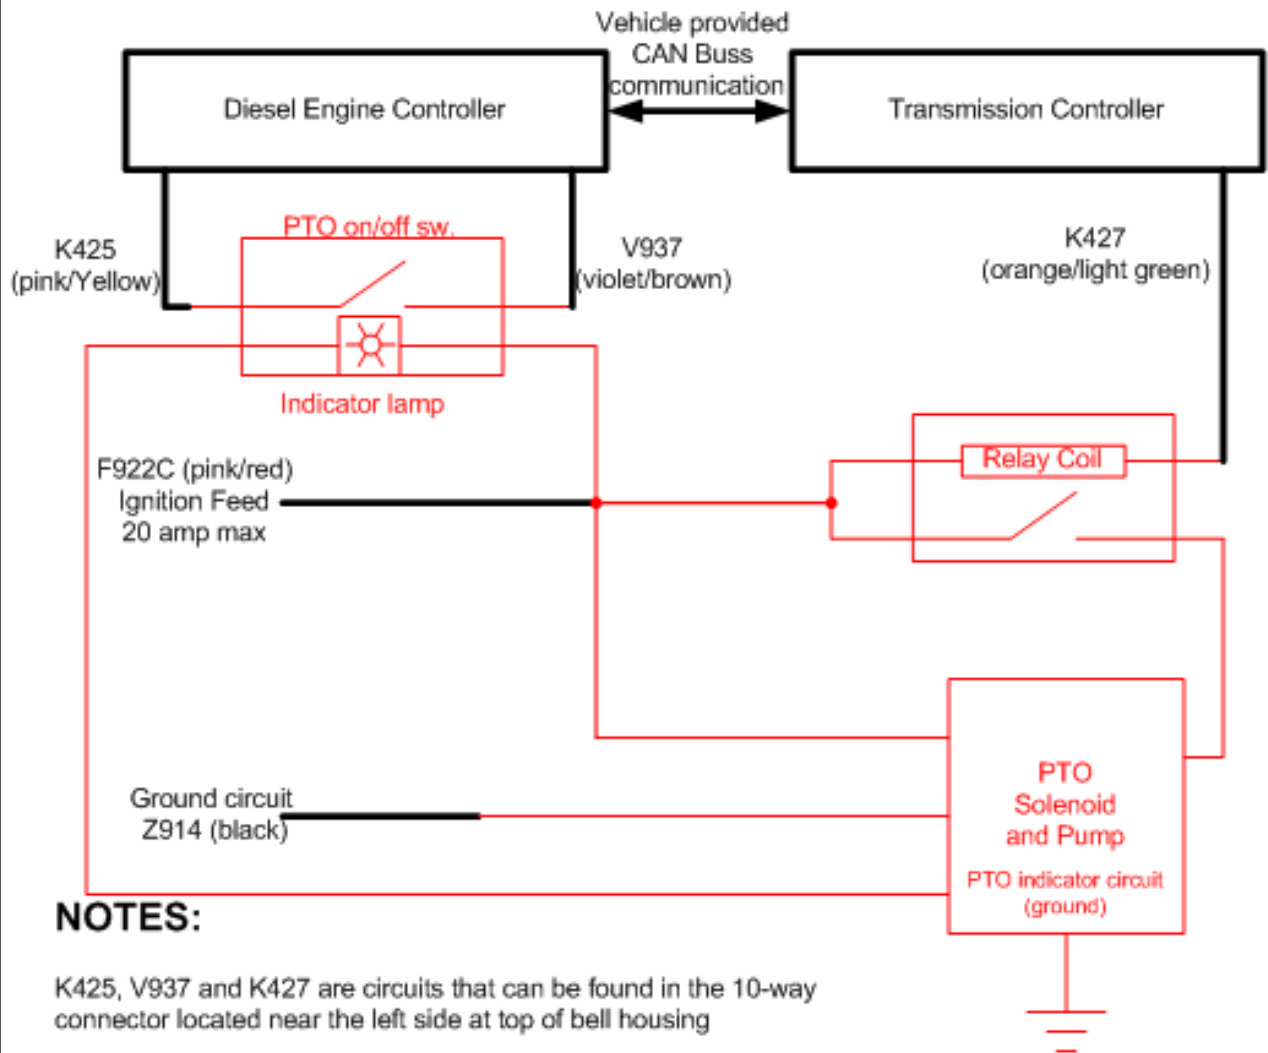 Vehicle provided
CAN Buss
communication
Diesel Engine Controller
Transmission Controller
PTO on/off sw.
K425
(pink/Yellow)
V937
(violet/brown)
K427
(orange/light green)
Indicator lamp
Relay Coil
F922C (pink/red)
Ignition Feed
20 amp max
PTO
Solenoid
and Pump
Ground circuit
Z914 (black)
PTO indicator circuit
(ground)
NOTES:
K425, V937 and K427 are circuits that can be found in the 10-way
connector located near the left side at top of bell housing